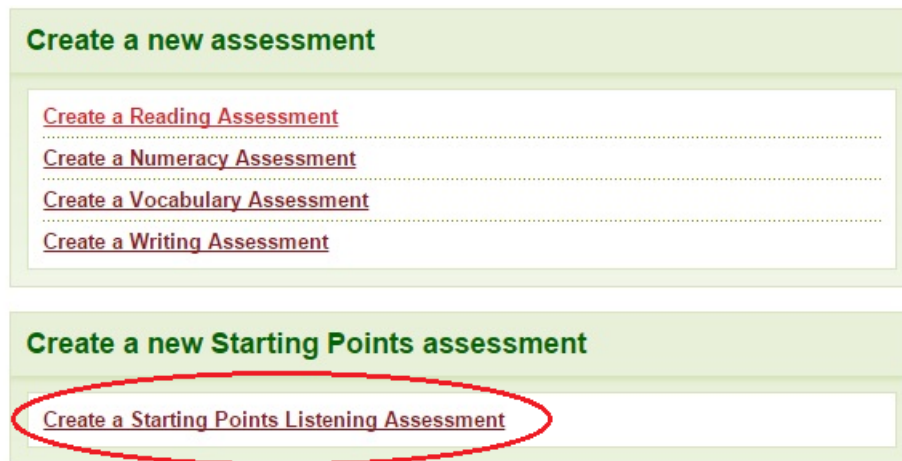 Create a new assessment
Create a Reading Assessment
Create a Numeracy Assessment
Create a Vocabulary Assessment
Create a Writing Assessment
Create a new Starting Points assessment
Create a Starting Points Listening Assessment